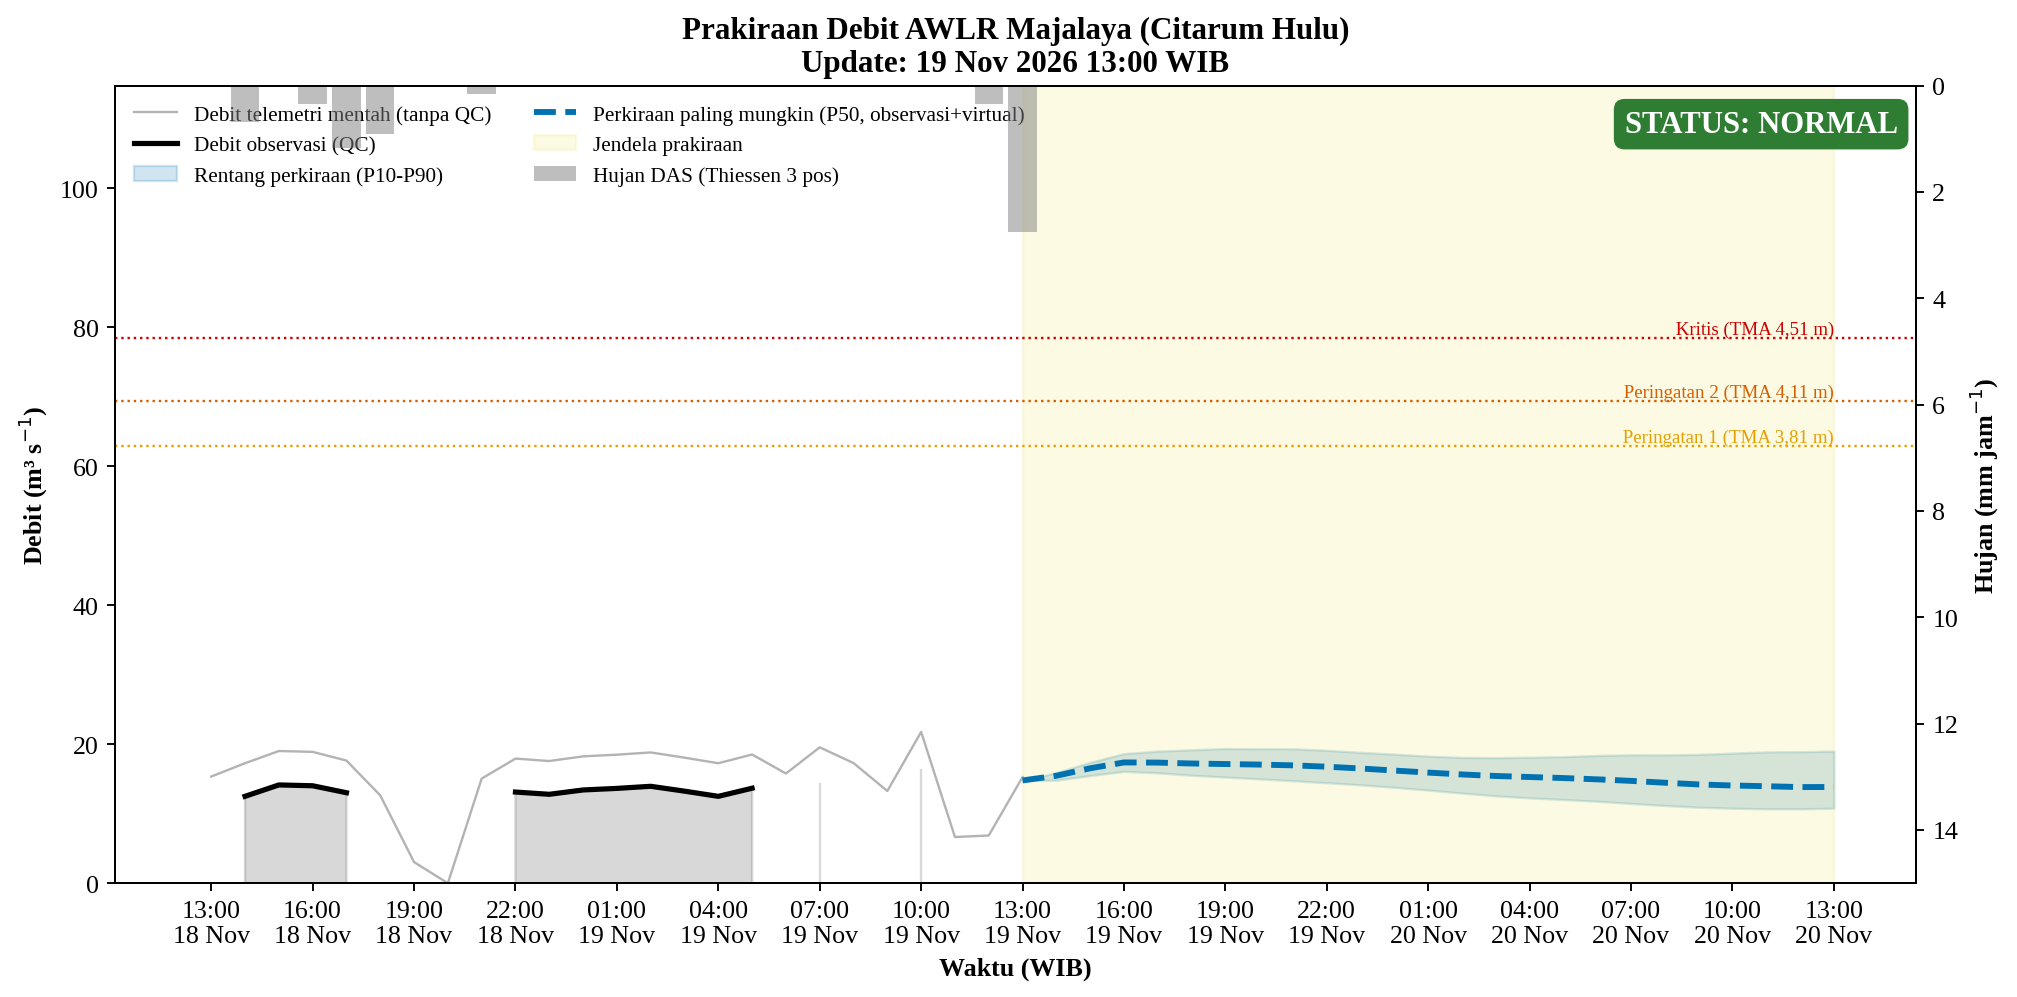 Prakiraan Debit AWLR Majalaya (Citarum Hulu)
Update: 19 Nov 2026 13:00 WIB
Debit telemetri mentah (tanpa QC)
Debit observasi (QC)
Rentang perkiraan (P10-P90)
Perkiraan paling mungkin (P50, observasi+virtual)
Jendela prakiraan
Hujan DAS (Thiessen 3 pos)
STATUS: NORMAL
Kritis (TMA 4,51 m)
Peringatan 2 (TMA 4,11 m)
Peringatan 1 (TMA 3,81 m)
Debit (m³ s⁻¹)
100
80
60
40
20
0
Hujan (mm jam⁻¹)
0
2
4
6
8
10
12
14
13:00 16:00 19:00 22:00 01:00 04:00 07:00 10:00 13:00 16:00 19:00 22:00 01:00 04:00 07:00 10:00 13:00
18 Nov 18 Nov 18 Nov 18 Nov 19 Nov 19 Nov 19 Nov 19 Nov 19 Nov 19 Nov 19 Nov 19 Nov 20 Nov 20 Nov 20 Nov 20 Nov 20 Nov
Waktu (WIB)